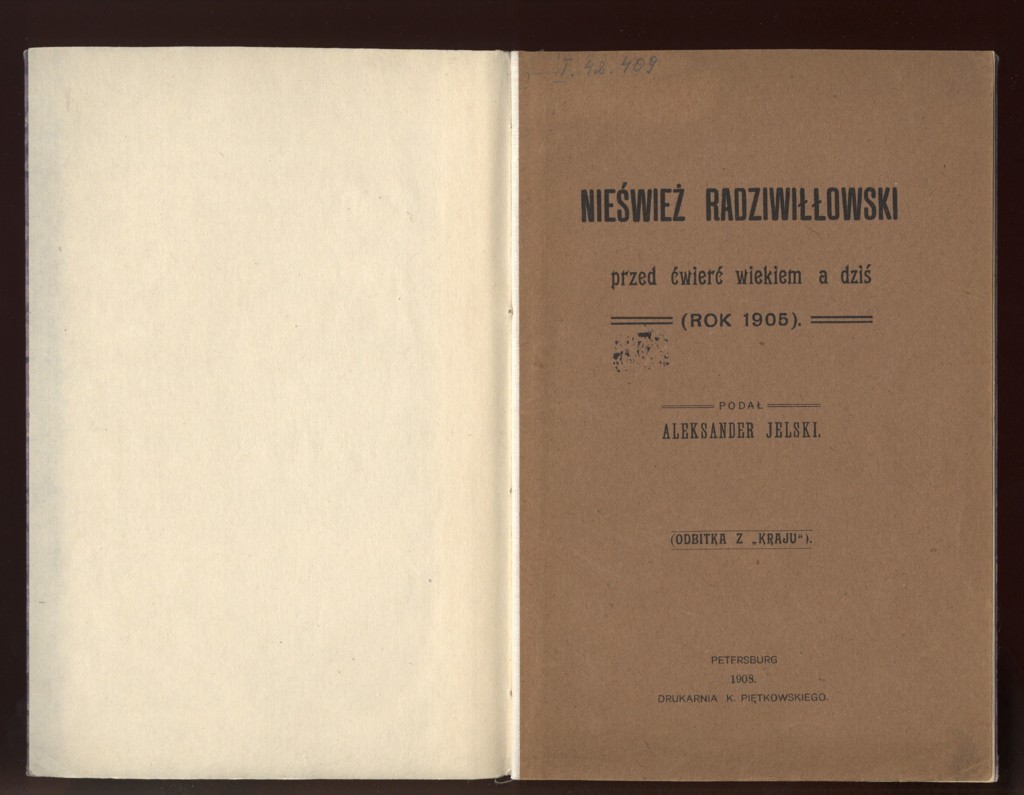 I. 42.409
NIEŚWIEŻ RADZIWIŁŁOWSKI
przed ćwierć wiekiem a dziś
(ROK 1905).
PODAŁ
ALEKSANDER JELSKI.
(ODBITKA Z „KRAJU“).
PETERSBURG
1908.
DRUKARNIA K. PIĘTKOWSKIEGO.